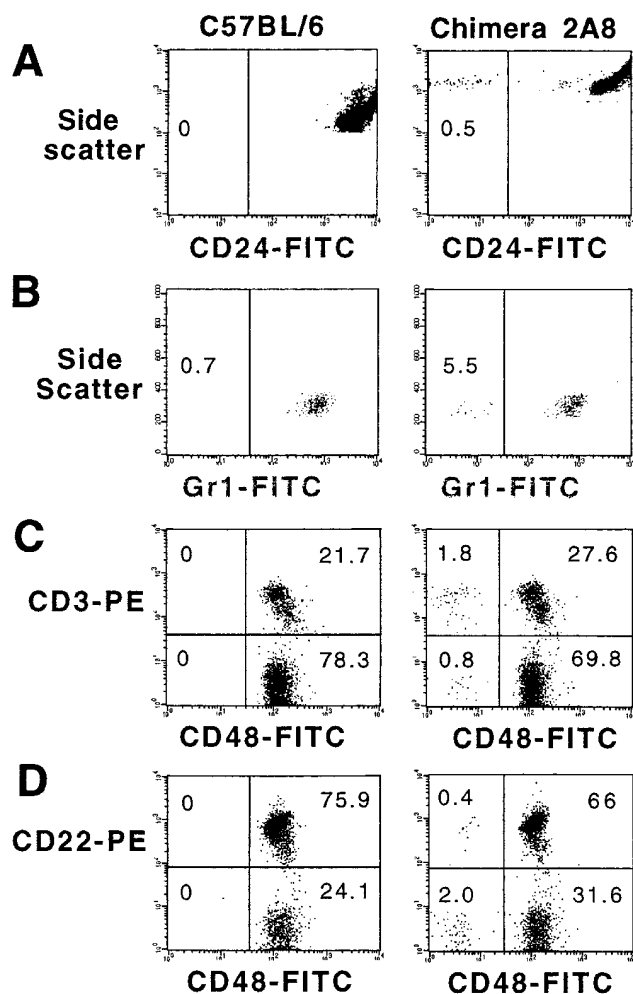 C57BL/6 Chimera 2A8
A
Side scatter
0
0.5
CD24-FITC CD24-FITC
B
Side Scatter
0.7
5.5
Gr1-FITC Gr1-FITC
C
CD3-PE
0 21.7
1.8 27.6
0 78.3
0.8 69.8
CD48-FITC CD48-FITC
D
CD22-PE
0 75.9
0.4 66
0 24.1
2.0 31.6
CD48-FITC CD48-FITC